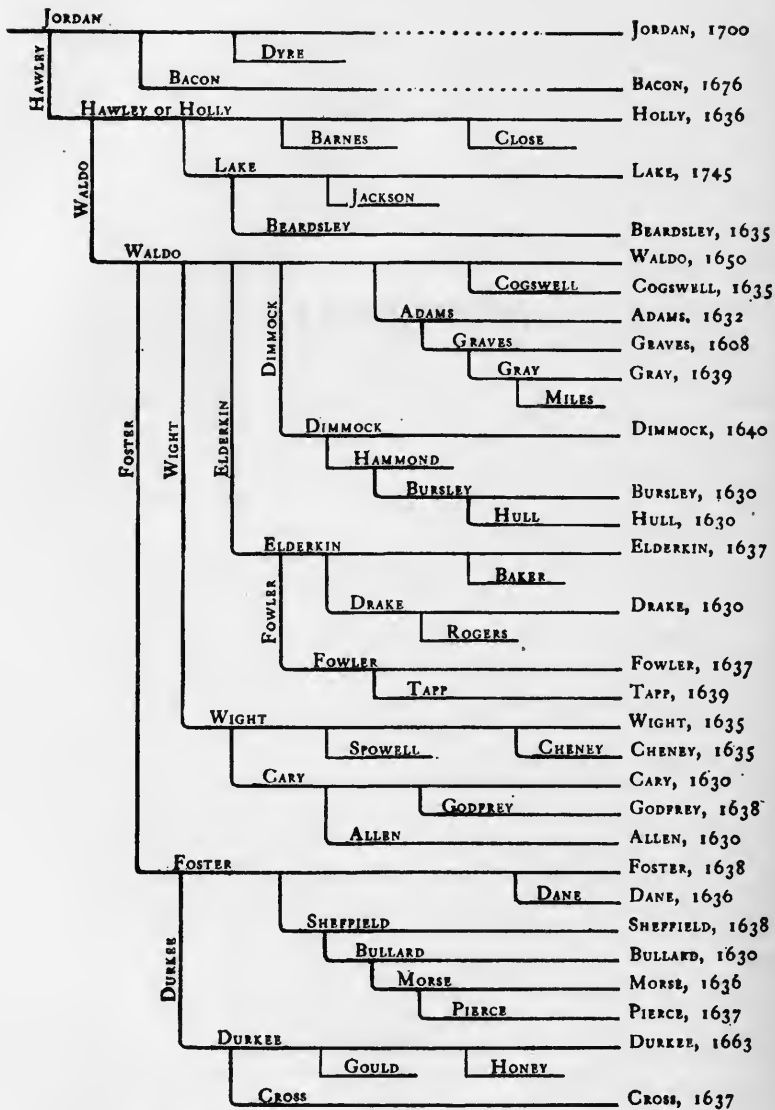 JORDAN JORDAN, 1700
DYRE
HAWLEY
BACON BACON, 1676
HAWLEY or HOLLY HOLLY, 1636
BARNES CLOSE
WALDO
LAKE LAKE, 1745
JACKSON
BEARDSLEY BEARDSLEY, 1635
WALDO WALDO, 1650
COGSWELL COGSWELL, 1635
ADAMS ADAMS, 1632
DIMMOCK
GRAVES GRAVES, 1608
GRAY GRAY, 1639
MILES
FOSTER
WIGHT
ELDERKIN
DIMMOCK DIMMOCK, 1640
HAMMOND
BURSLEY BURSLEY, 1630
HULL HULL, 1630
ELDERKIN ELDERKIN, 1637
BAKER
FOWLER
DRAKE DRAKE, 1630
ROGERS
FOWLER FOWLER, 1637
TAPP TAPP, 1639
WIGHT WIGHT, 1635
SPOWELL CHENEY CHENEY, 1635
CARY CARY, 1630
GODFREY GODFREY, 1638
ALLEN ALLEN, 1630
FOSTER FOSTER, 1638
DANE DANE, 1636
SHEFFIELD SHEFFIELD, 1638
DURKEE
BULLARD BULLARD, 1630
MORSE MORSE, 1636
PIERCE PIERCE, 1637
DURKEE DURKEE, 1663
GOULD HONEY
CROSS CROSS, 1637